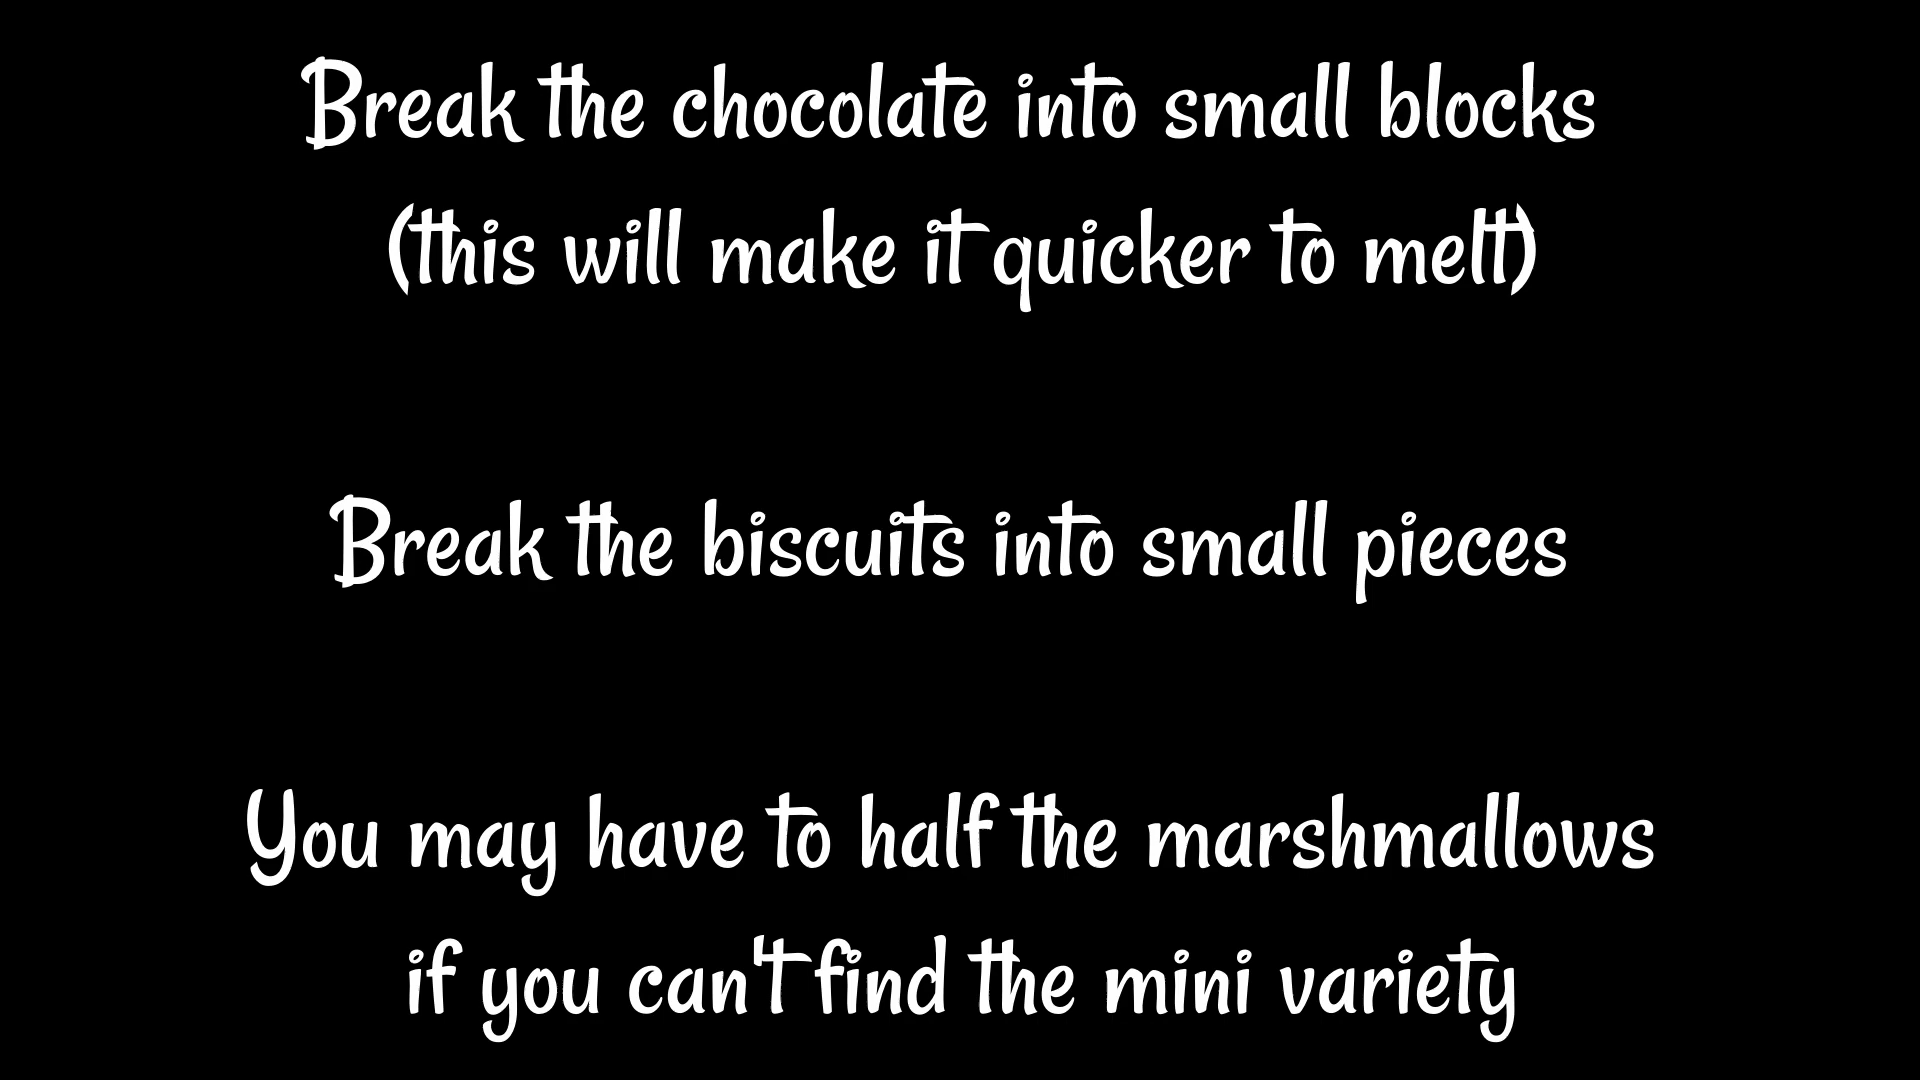 Break the chocolate into small blocks
(this will make it quicker to melt)
Break the biscuits into small pieces
You may have to half the marshmallows
if you can't find the mini variety